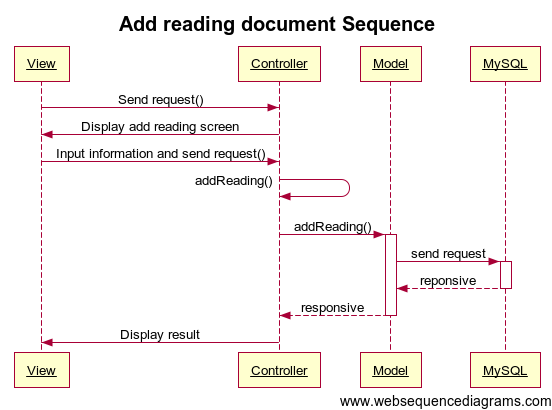 Add reading document Sequence
View
Controller
Model
MySQL
Send request()
Display add reading screen
Input information and send request()
addReading()
addReading()
send request
reponsive
responsive
Display result
View
Controller
Model
MySQL
www.websequencediagrams.com